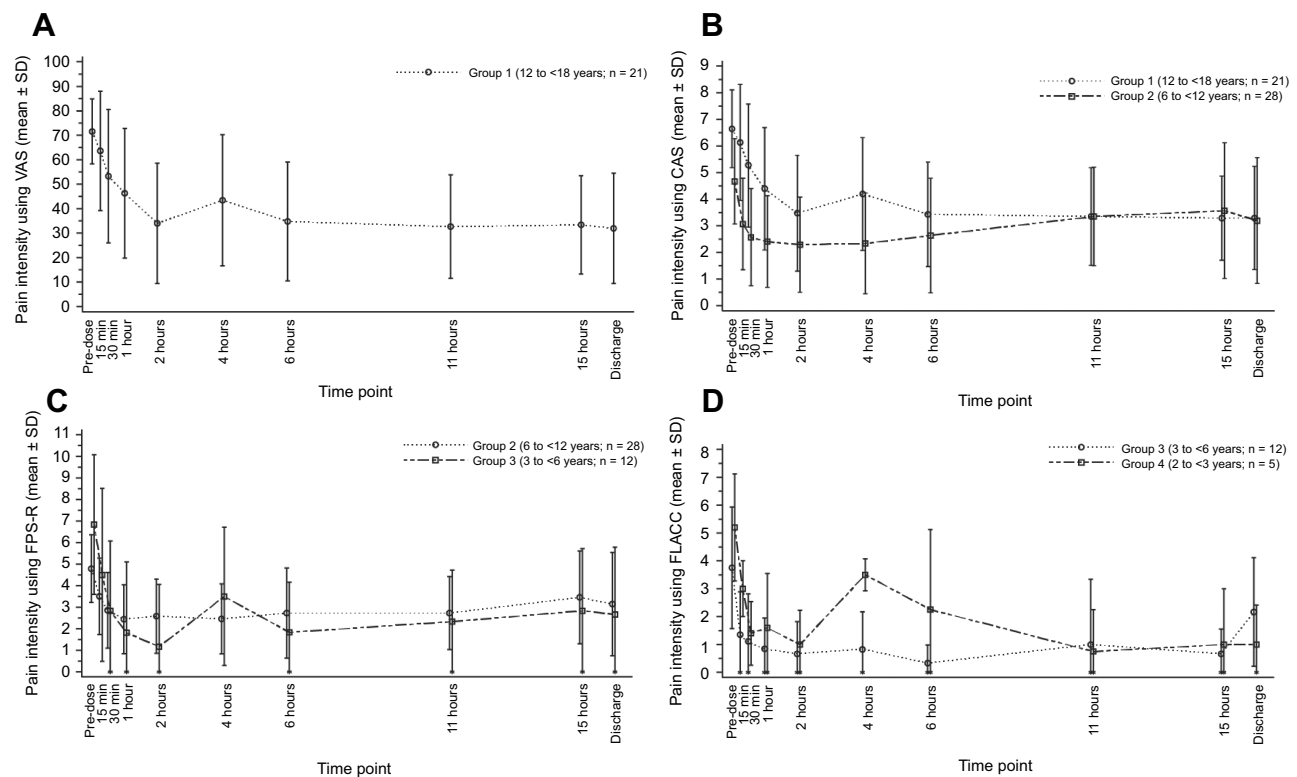 A
Pain intensity using VAS (mean ± SD)
100
90
80
70
60
50
40
30
20
10
0
Group 1 (12 to <18 years; n = 21)
Pre-dose
15 min
30 min
1 hour
2 hours
4 hours
6 hours
11 hours
15 hours
Discharge
Time point
B
Pain intensity using CAS (mean ± SD)
9
8
7
6
5
4
3
2
1
0
Group 1 (12 to <18 years; n = 21)
Group 2 (6 to <12 years; n = 28)
Pre-dose
15 min
30 min
1 hour
2 hours
4 hours
6 hours
11 hours
15 hours
Discharge
Time point
C
Pain intensity using FPS-R (mean ± SD)
11
10
9
8
7
6
5
4
3
2
1
0
Group 2 (6 to <12 years; n = 28)
Group 3 (3 to <6 years; n = 12)
Pre-dose
15 min
30 min
1 hour
2 hours
4 hours
6 hours
11 hours
15 hours
Discharge
Time point
D
Pain intensity using FLACC (mean ± SD)
8
7
6
5
4
3
2
1
0
Group 3 (3 to <6 years; n = 12)
Group 4 (2 to <3 years; n = 5)
Pre-dose
15 min
30 min
1 hour
2 hours
4 hours
6 hours
11 hours
15 hours
Discharge
Time point